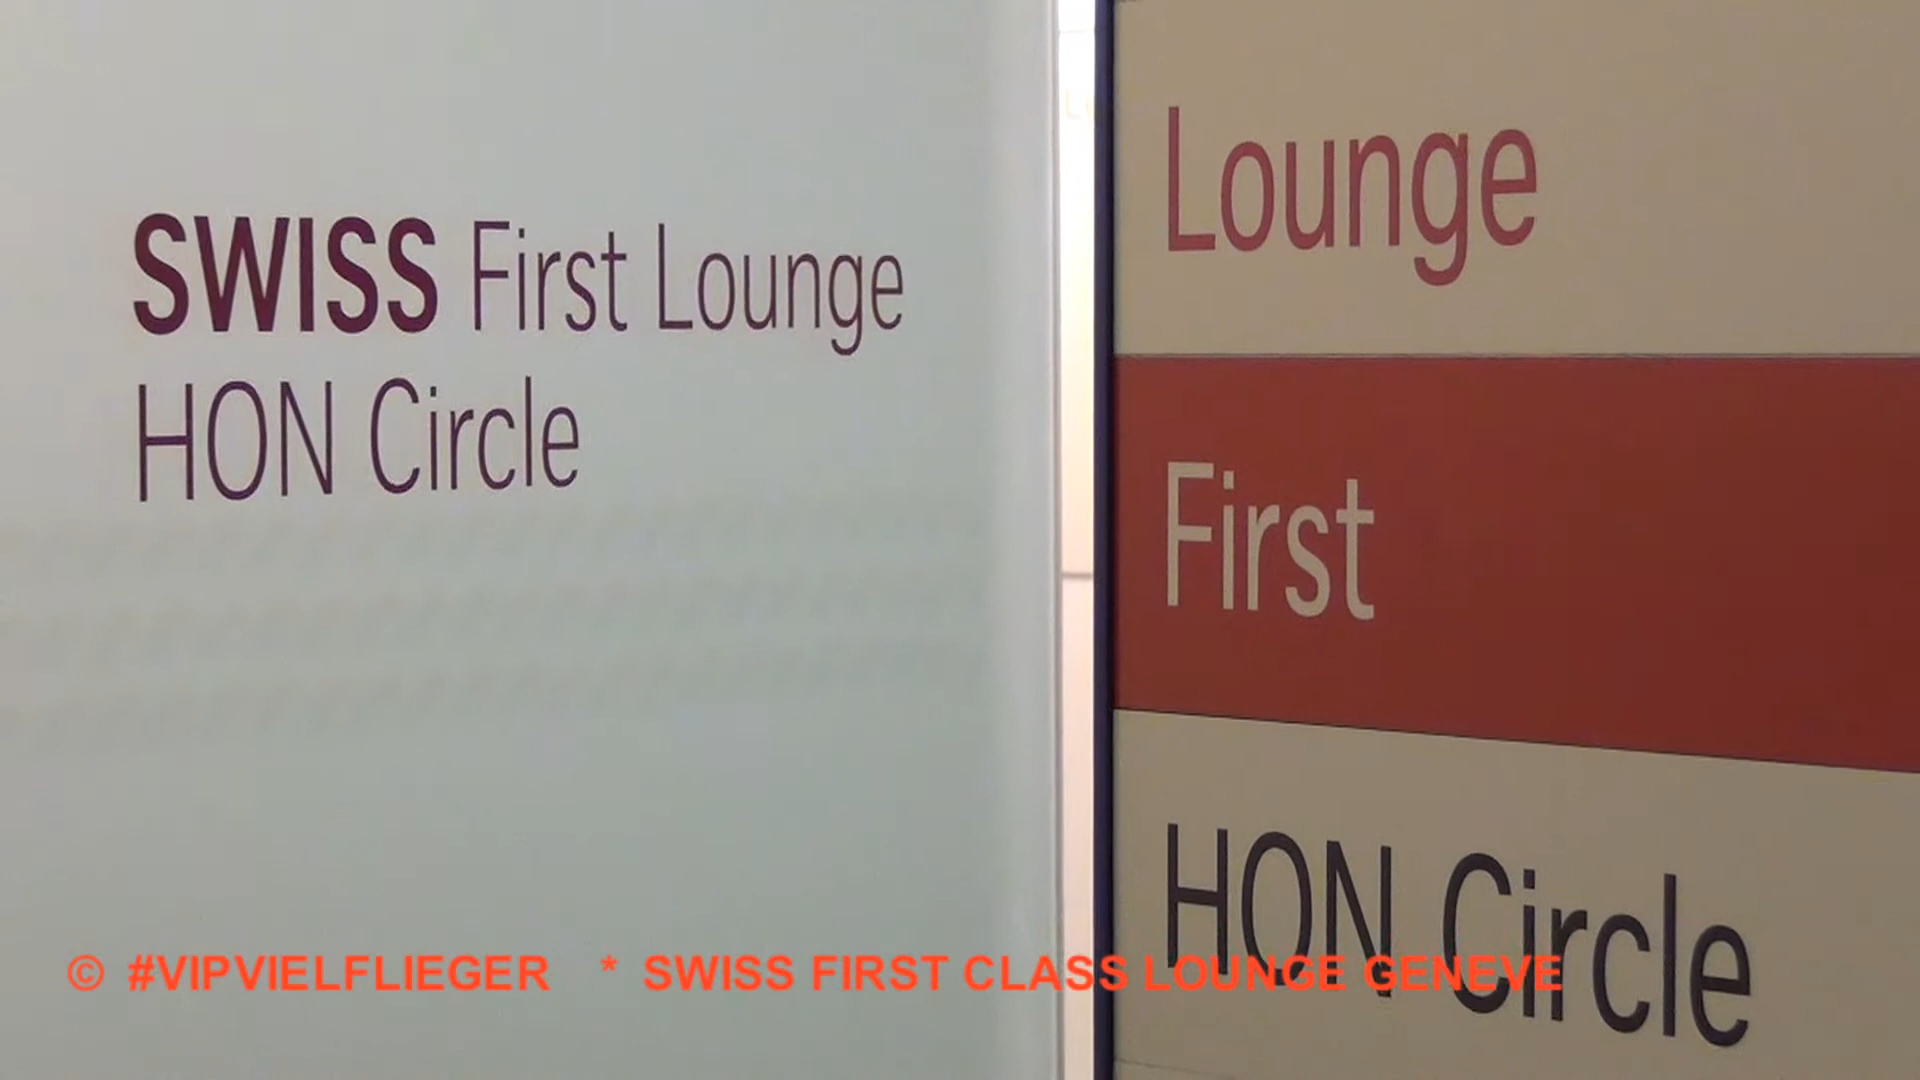 SWISS First Lounge
HON Circle
Lounge
First
HON Circle
© #VIPVIELFLIEGER * SWISS FIRST CLASS LOUNGE GENEVE